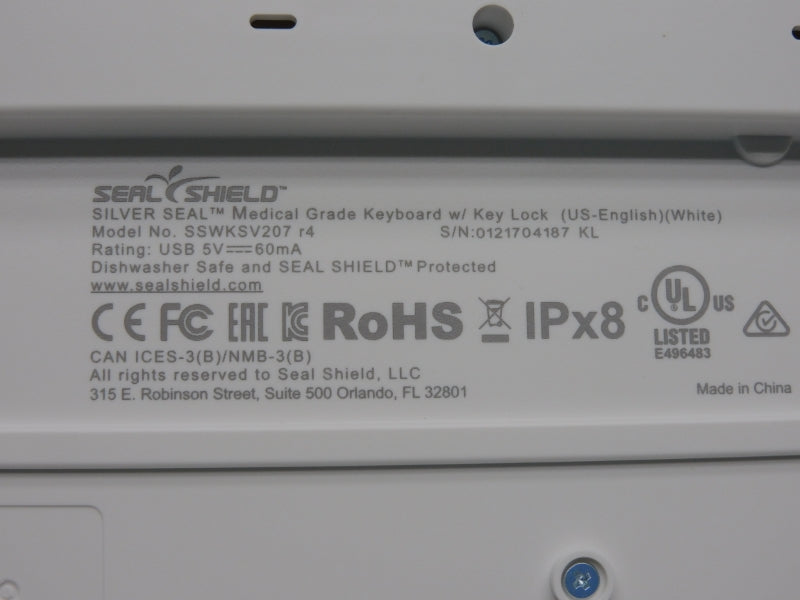 SEAL SHIELD™
SILVER SEAL™ Medical Grade Keyboard w/ Key Lock (US-English)(White)
Model No. SSWKSV207 r4 S/N:0121704187 KL
Rating: USB 5V⎓60mA
Dishwasher Safe and SEAL SHIELD™ Protected
www.sealshield.com
CE FC EAC KC RoHS IPx8 C UL US
LISTED
E496483
CAN ICES-3(B)/NMB-3(B)
All rights reserved to Seal Shield, LLC
315 E. Robinson Street, Suite 500 Orlando, FL 32801
Made in China